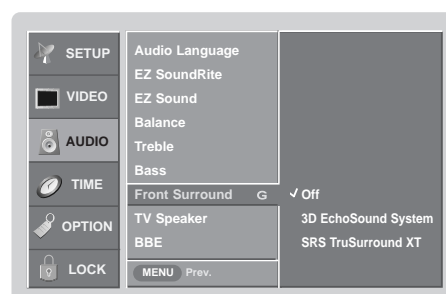 SETUP
VIDEO
AUDIO
TIME
OPTION
LOCK
Audio Language
EZ SoundRite
EZ Sound
Balance
Treble
Bass
Front Surround G
TV Speaker
BBE
MENU Prev.
✓ Off
3D EchoSound System
SRS TruSurround XT